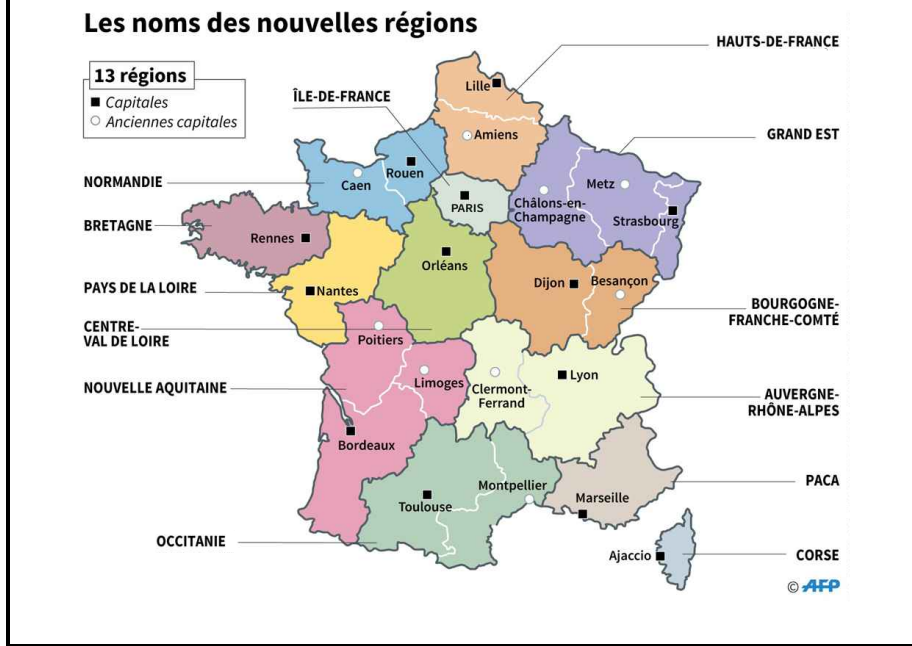 Les noms des nouvelles régions
13 régions
Capitales
Anciennes capitales
HAUTS-DE-FRANCE
ÎLE-DE-FRANCE
GRAND EST
NORMANDIE
BRETAGNE
PAYS DE LA LOIRE
CENTRE-
VAL DE LOIRE
NOUVELLE AQUITAINE
OCCITANIE
BOURGOGNE-
FRANCHE-COMTÉ
AUVERGNE-
RHÔNE-ALPES
PACA
CORSE
Lille
Amiens
Rouen
Caen
PARIS
Châlons-en-
Champagne
Metz
Strasbourg
Rennes
Nantes
Orléans
Dijon
Besançon
Poitiers
Limoges
Clermont-
Ferrand
Lyon
Bordeaux
Toulouse
Montpellier
Marseille
Ajaccio
© AFP